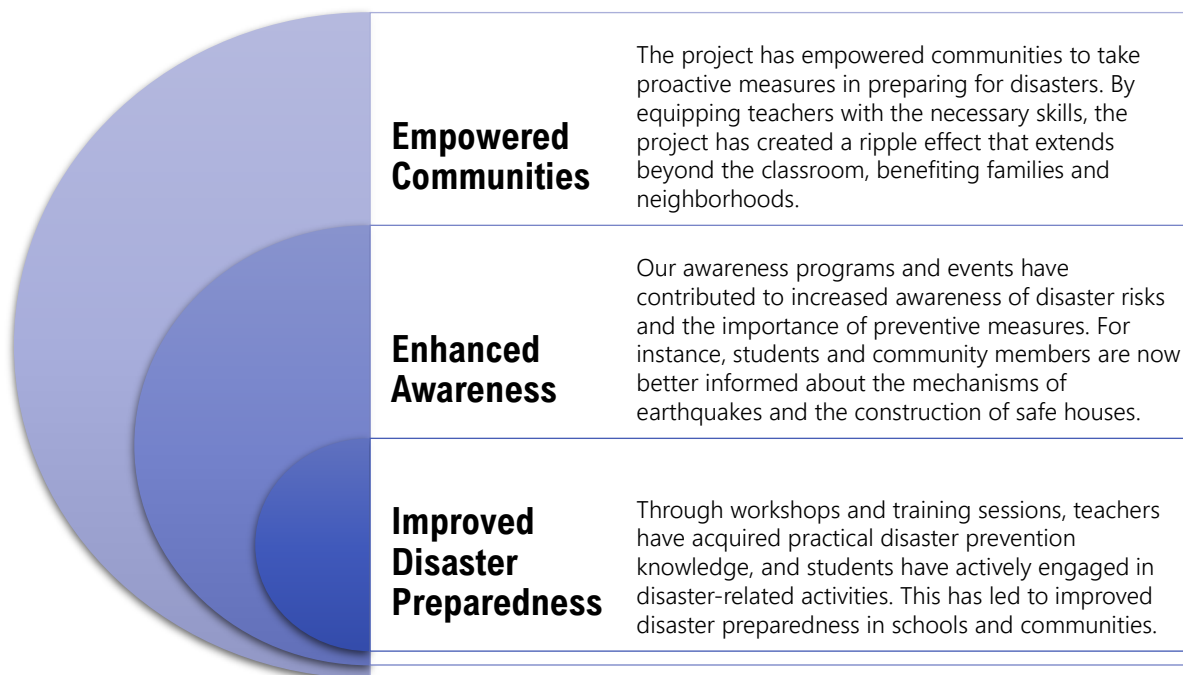 Empowered
Communities
The project has empowered communities to take
proactive measures in preparing for disasters. By
equipping teachers with the necessary skills, the
project has created a ripple effect that extends
beyond the classroom, benefiting families and
neighborhoods.
Enhanced
Awareness
Our awareness programs and events have
contributed to increased awareness of disaster risks
and the importance of preventive measures. For
instance, students and community members are now
better informed about the mechanisms of
earthquakes and the construction of safe houses.
Improved
Disaster
Preparedness
Through workshops and training sessions, teachers
have acquired practical disaster prevention
knowledge, and students have actively engaged in
disaster-related activities. This has led to improved
disaster preparedness in schools and communities.